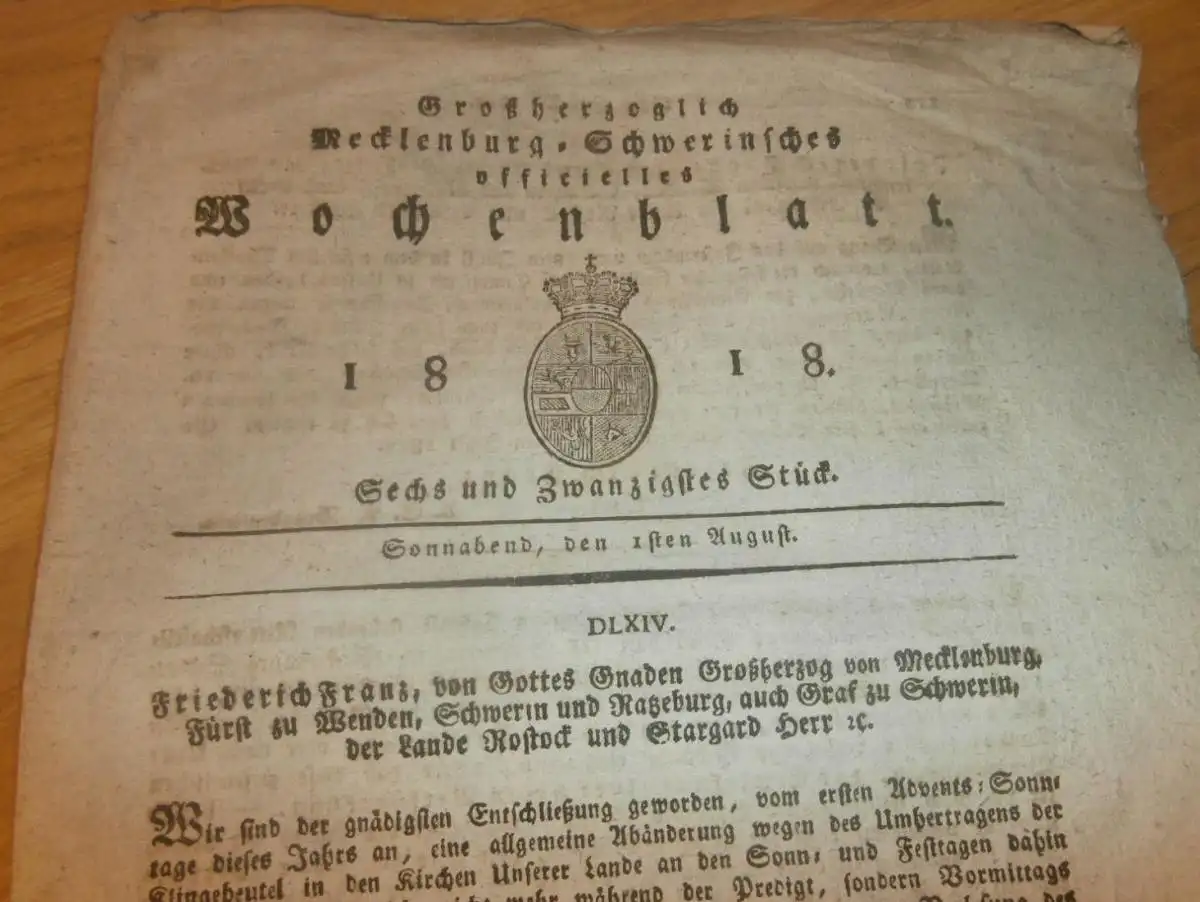 Großherzoglich
Mecklenburg-Schwerinsches
officielles
Wochenblatt.
1818.
Sechs und Zwanzigstes Stück.
Sonnabend, den 1sten August.
DLXIV.
Friederich Franz, von Gottes Gnaden Großherzog von Mecklenburg,
Fürst zu Wenden, Schwerin und Ratzeburg, auch Graf zu Schwerin,
der Lande Rostock und Stargard Herr ꝛc.
Wir sind der gnädigsten Entschließung geworden, vom ersten Advents-Sonn-
tage dieses Jahrs an, eine allgemeine Abänderung wegen des Umhertragens der
Klingebeutel in den Kirchen Unserer Lande an den Sonn- und Festtagen dahin
nicht mehr während der Predigt, sondern Vormittags
des